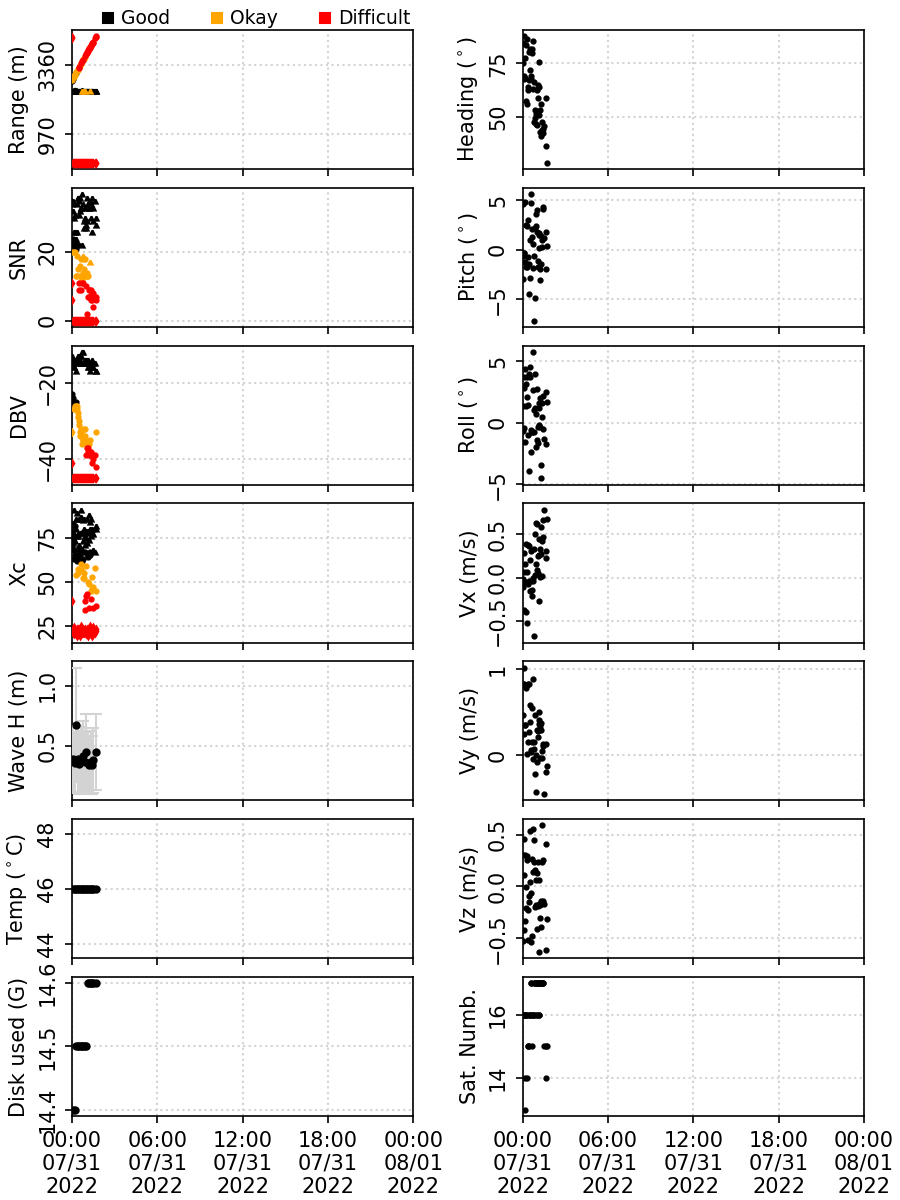 Good Okay Difficult
Range (m)
3360
970
Heading (°)
75
50
SNR
20
0
Pitch (°)
5
0
−5
DBV
−20
−40
Roll (°)
5
0
−5
Xc
75
50
25
Vx (m/s)
0.5
0.0
−0.5
Wave H (m)
1.0
0.5
Vy (m/s)
1
0
Temp (°C)
48
46
44
Vz (m/s)
0.5
0.0
−0.5
Disk used (G)
14.6
14.5
14.4
Sat. Numb.
16
14
00:00 06:00 12:00 18:00 00:00 00:00 06:00 12:00 18:00 00:00
07/31 07/31 07/31 07/31 08/01 07/31 07/31 07/31 07/31 08/01
2022 2022 2022 2022 2022 2022 2022 2022 2022 2022